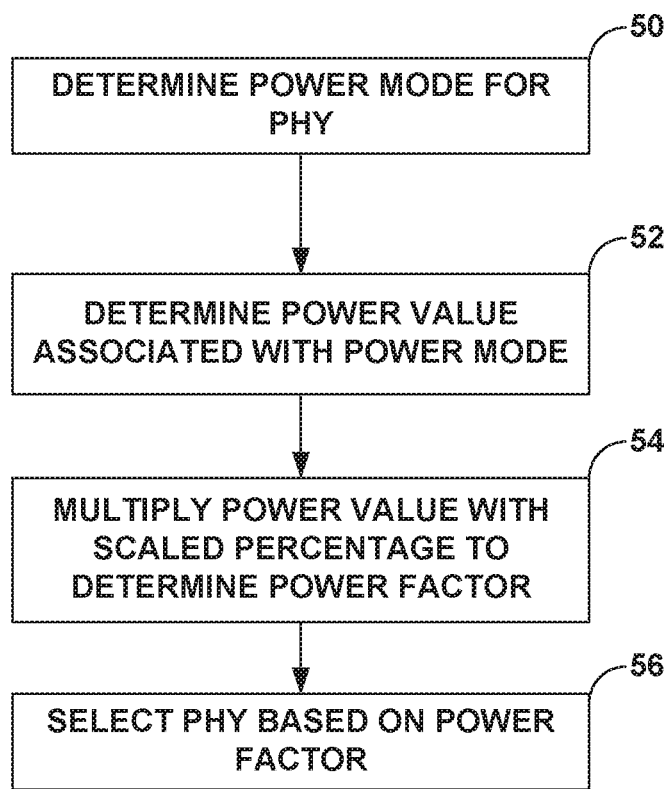 50
DETERMINE POWER MODE FOR
PHY
52
DETERMINE POWER VALUE
ASSOCIATED WITH POWER MODE
54
MULTIPLY POWER VALUE WITH
SCALED PERCENTAGE TO
DETERMINE POWER FACTOR
56
SELECT PHY BASED ON POWER
FACTOR